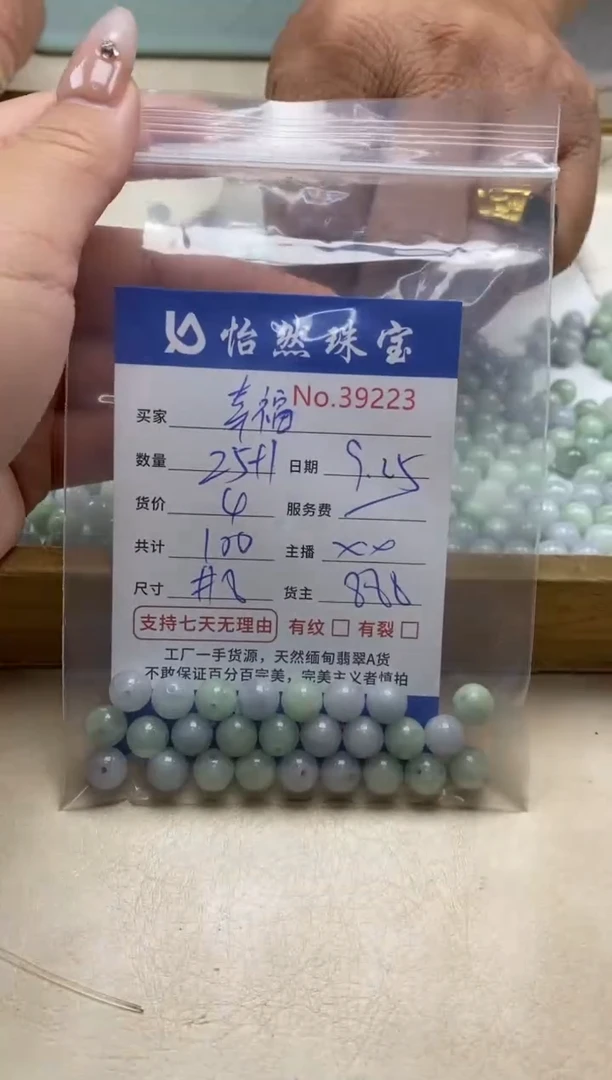 怡然珠宝
No.39223
买家 幸福
数量 25+1 日期 9.25
货价 4 服务费
共计 100 主播 xx
尺寸 #8 货主
支持七天无理由 有纹 有裂
工厂一手货源，天然缅甸翡翠A货
不敢保证百分百完美，完美主义者慎拍